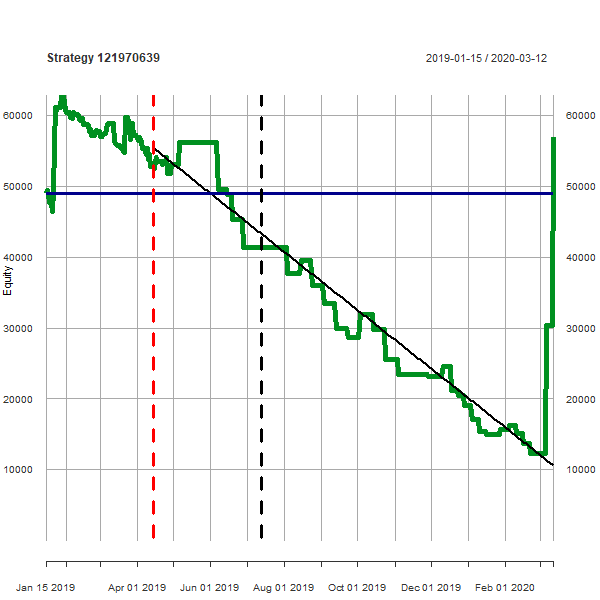 Strategy 121970639
2019-01-15 / 2020-03-12
60000
60000
50000
50000
40000
40000
Equity
30000
30000
20000
20000
10000
10000
Jan 15 2019
Apr 01 2019
Jun 01 2019
Aug 01 2019
Oct 01 2019
Dec 01 2019
Feb 01 2020